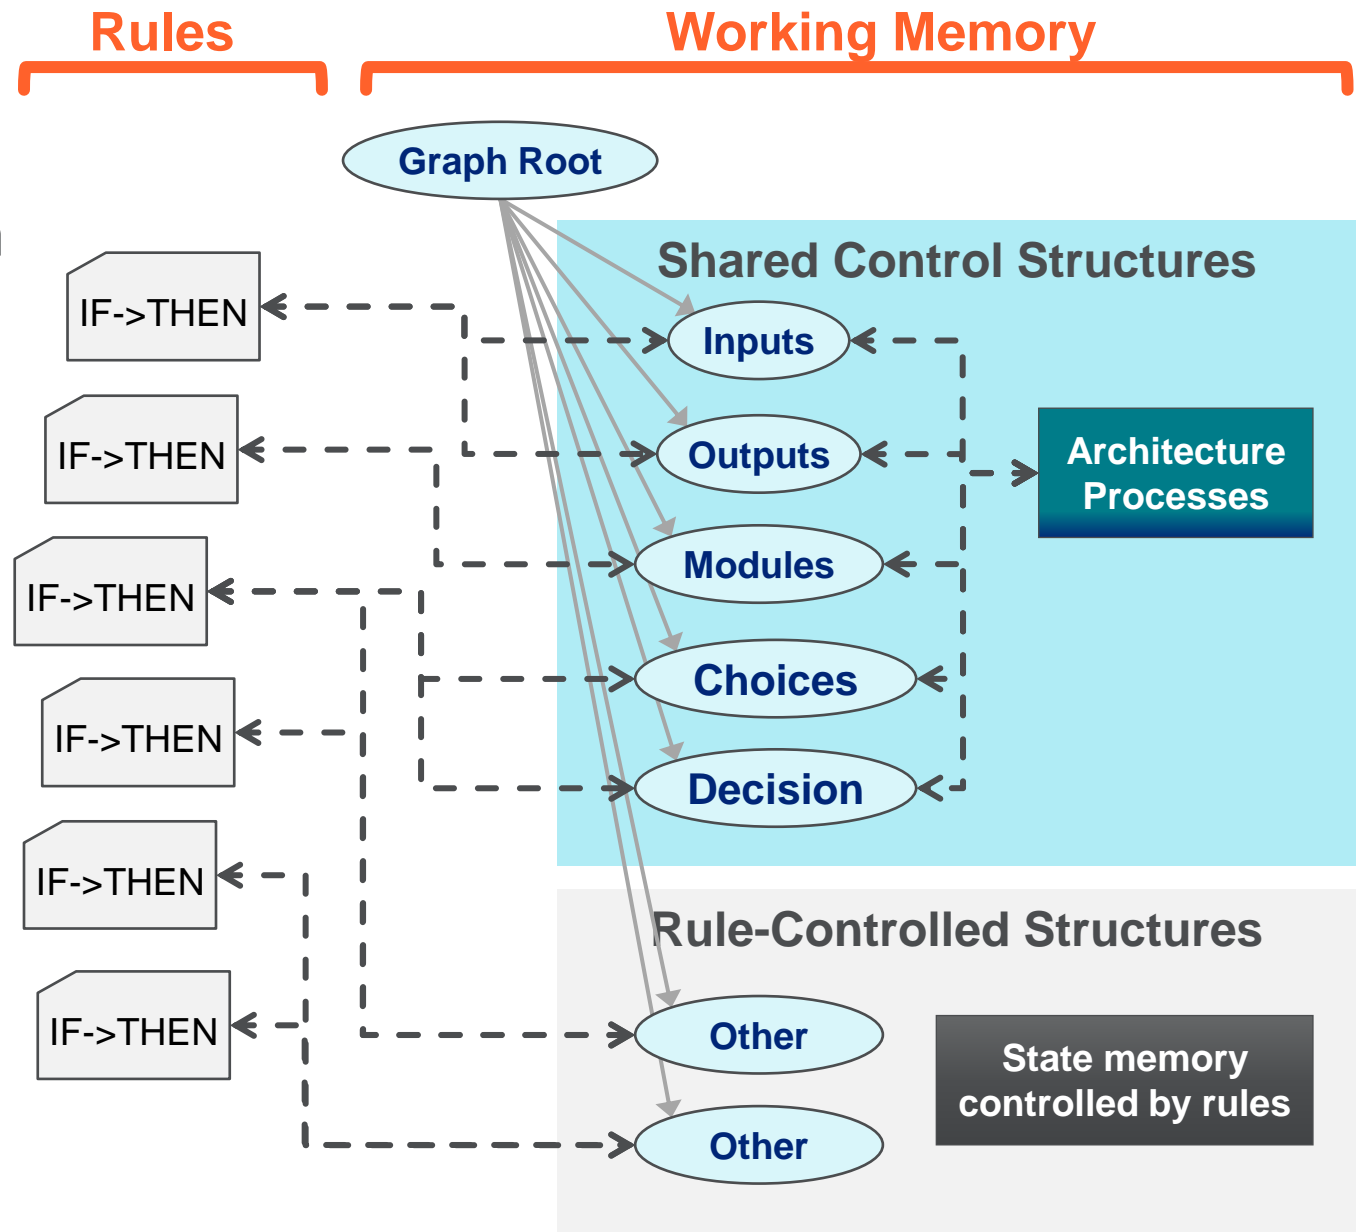 Rules
Working Memory
Graph Root
Shared Control Structures
IF->THEN
Inputs
IF->THEN
Outputs
Architecture
Processes
Modules
IF->THEN
Choices
IF->THEN
Decision
IF->THEN
Rule-Controlled Structures
IF->THEN
Other
State memory
controlled by rules
Other